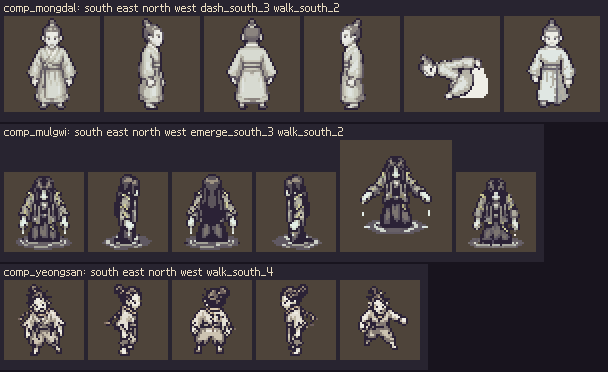 comp_mongdal: south east north west dash_south_3 walk_south_2
comp_mulgwi: south east north west emerge_south_3 walk_south_2
comp_yeongsan: south east north west walk_south_4